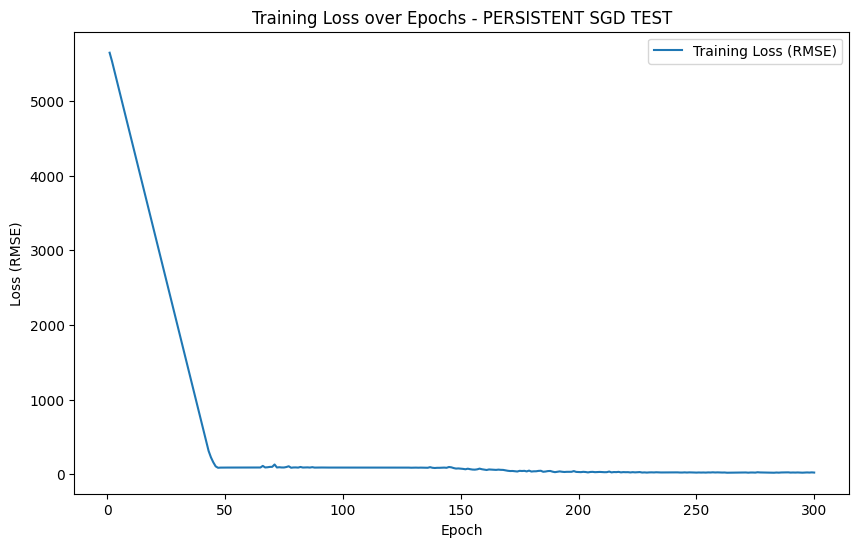 Training Loss over Epochs - PERSISTENT SGD TEST
Training Loss (RMSE)
Loss (RMSE)
5000
4000
3000
2000
1000
0
0 50 100 150 200 250 300
Epoch